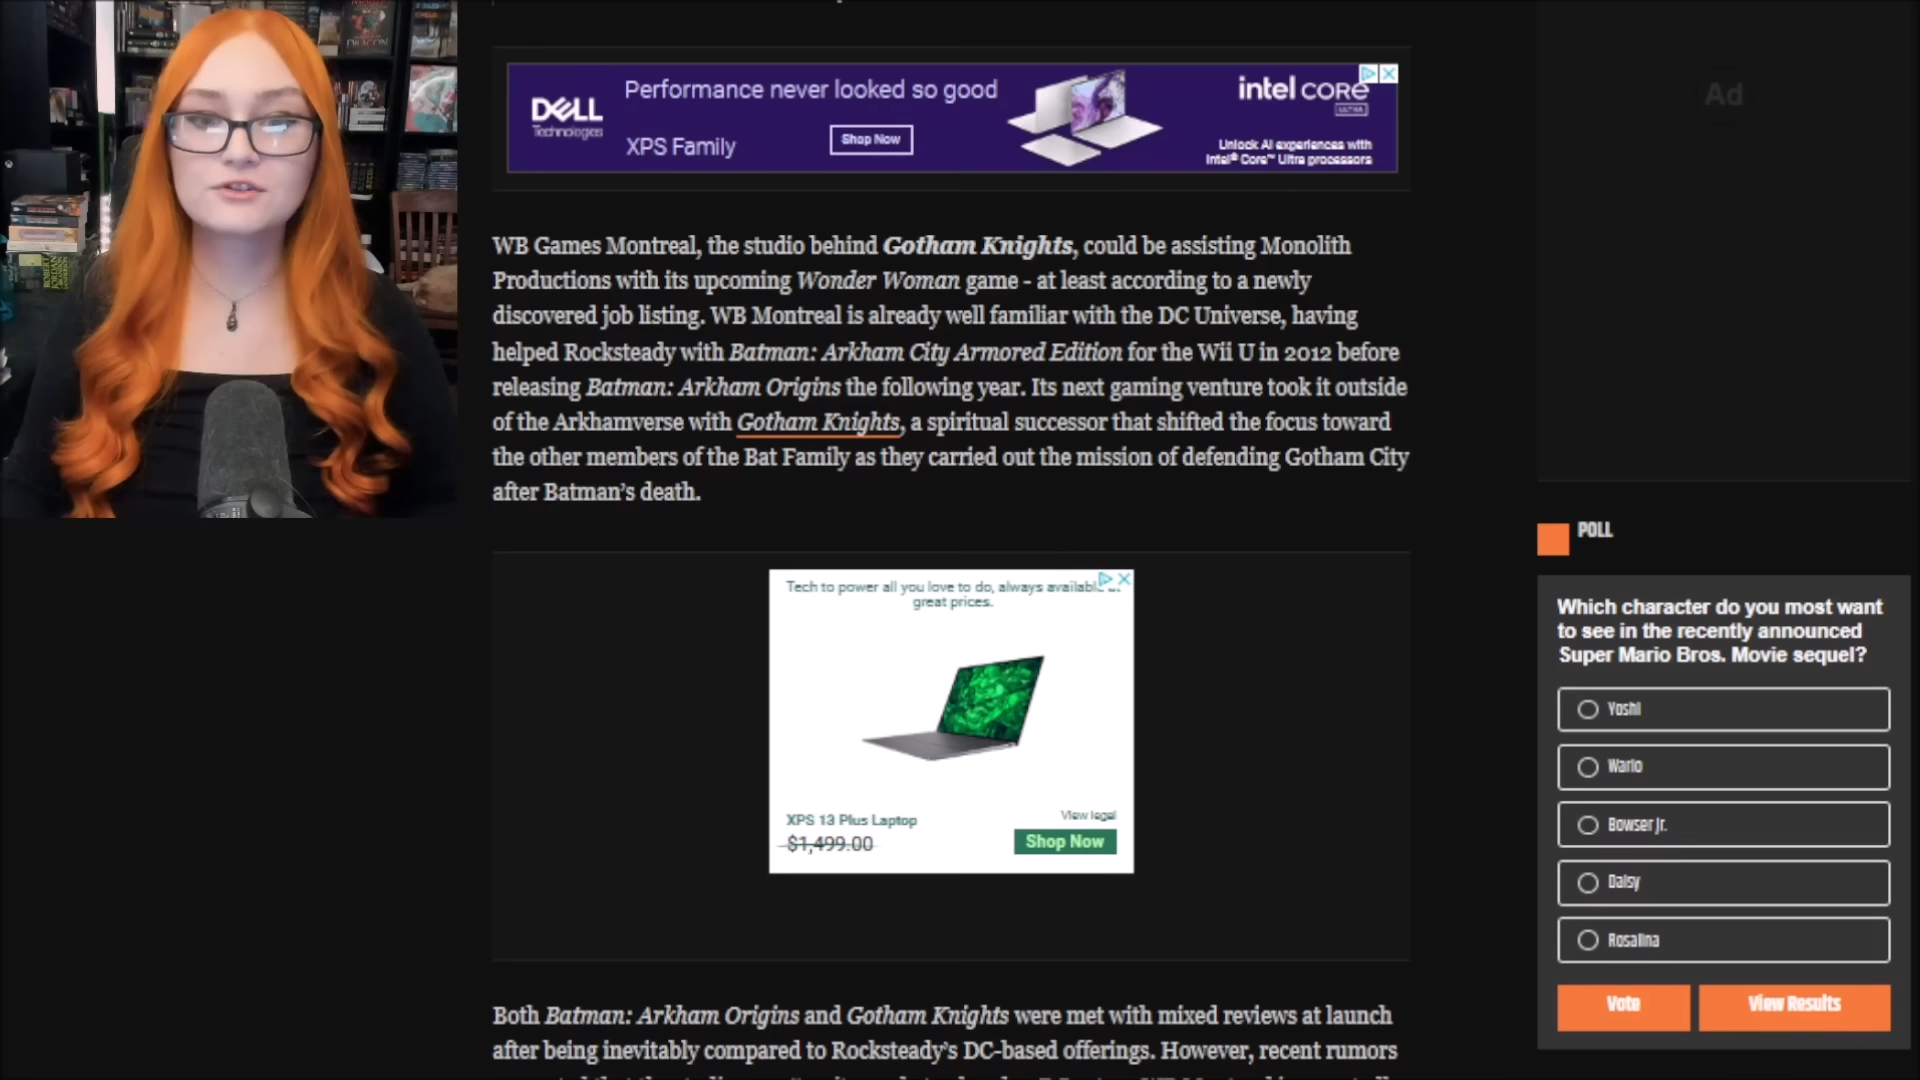 DELL
Technologies
Performance never looked so good
XPS Family
Shop Now
intel CORE
ULTRA
Unlock AI experiences with
Intel® Core™ Ultra processors
Ad
WB Games Montreal, the studio behind Gotham Knights, could be assisting Monolith
Productions with its upcoming Wonder Woman game - at least according to a newly
discovered job listing. WB Montreal is already well familiar with the DC Universe, having
helped Rocksteady with Batman: Arkham City Armored Edition for the Wii U in 2012 before
releasing Batman: Arkham Origins the following year. Its next gaming venture took it outside
of the Arkhamverse with Gotham Knights, a spiritual successor that shifted the focus toward
the other members of the Bat Family as they carried out the mission of defending Gotham City
after Batman's death.
Tech to power all you love to do, always
great prices.
XPS 13 Plus Laptop
$1,499.00
View legal
Shop Now
POLL
Which character do you most want
to see in the recently announced
Super Mario Bros. Movie sequel?
Yoshi
Wario
Bowser Jr.
Daisy
Rosalina
Vote
View Results
Both Batman: Arkham Origins and Gotham Knights were met with mixed reviews at launch
after being inevitably compared to Rocksteady's DC-based offerings. However, recent rumors
DRAGON
ROBERT
JORDAN